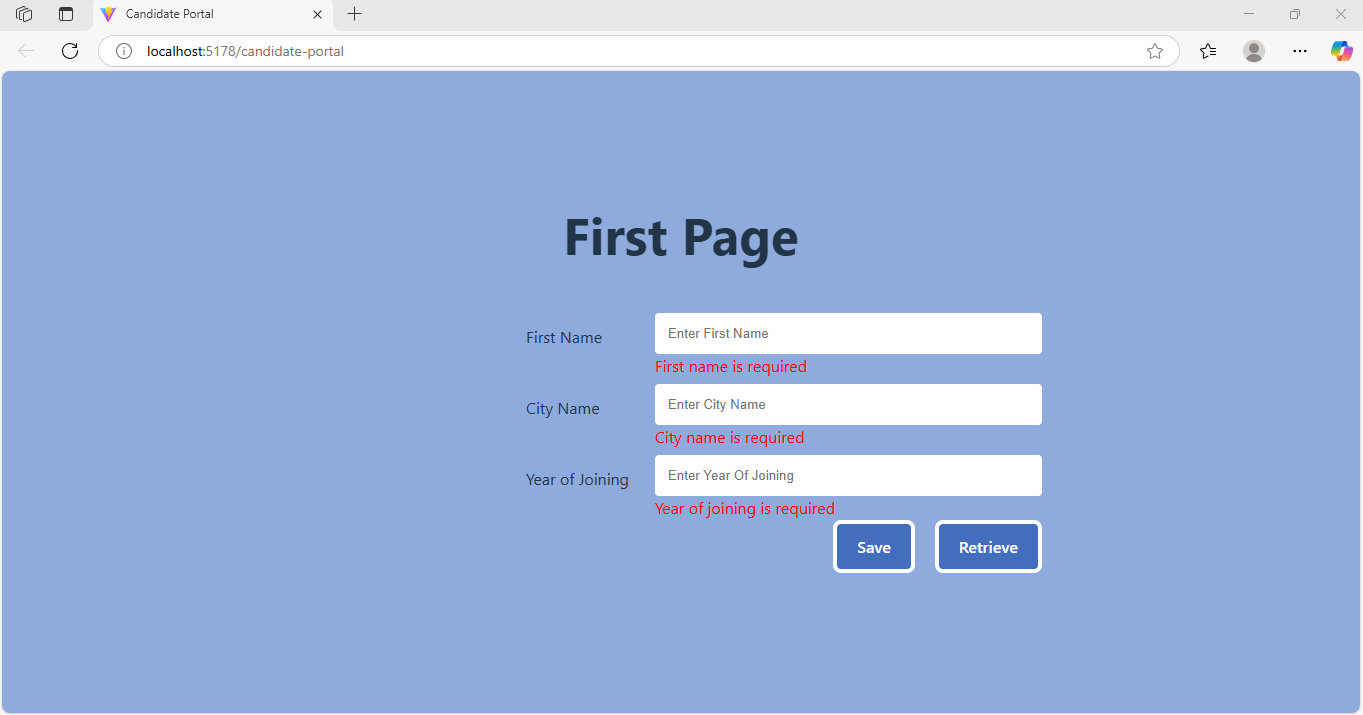 Candidate Portal
localhost:5178/candidate-portal
First Page
First Name
Enter First Name
First name is required
City Name
Enter City Name
City name is required
Year of Joining
Enter Year Of Joining
Year of joining is required
Save Retrieve